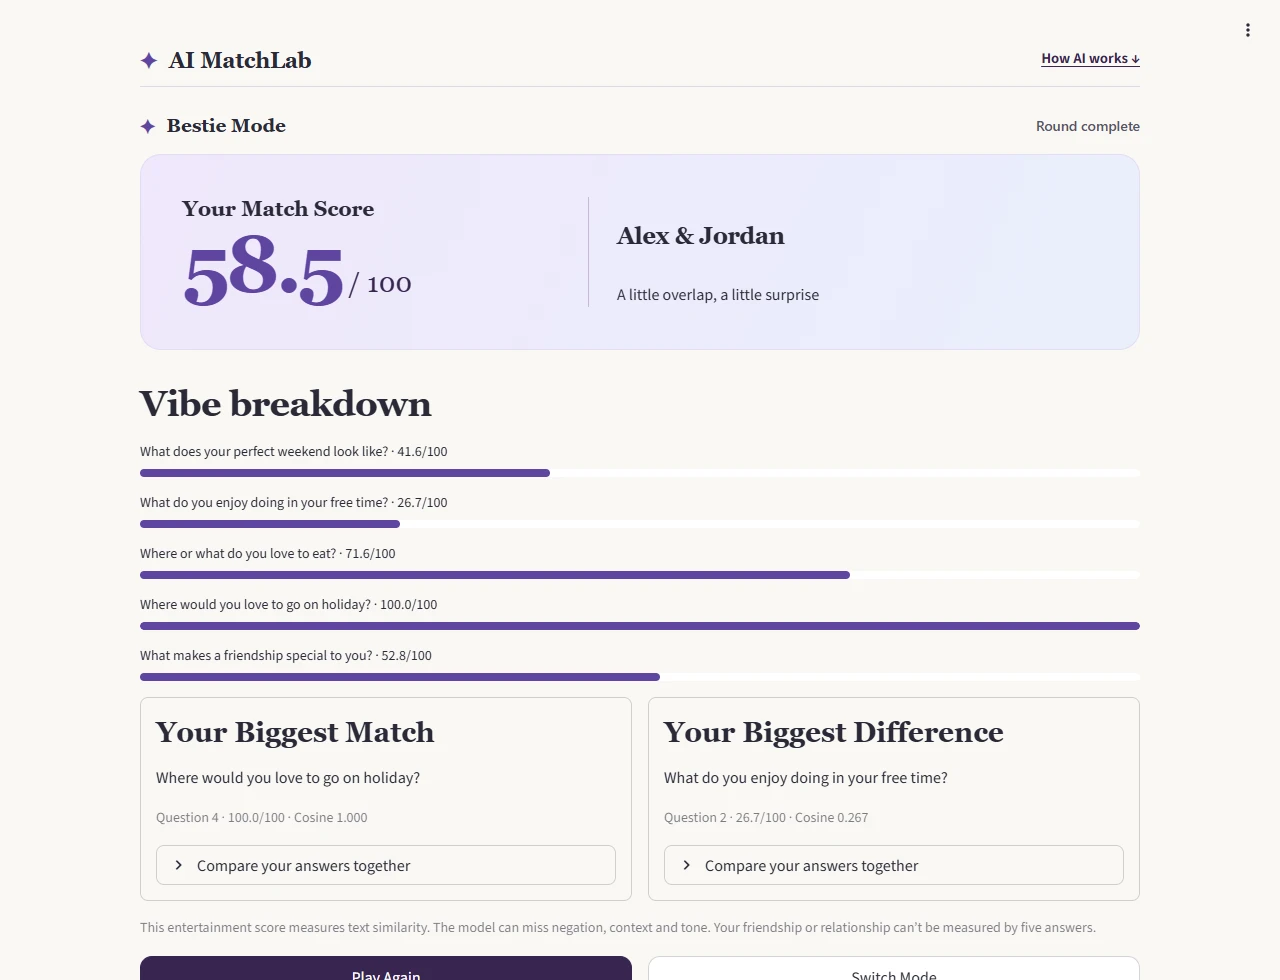 AI MatchLab
How AI works ↓
Bestie Mode
Round complete
Your Match Score
58.5 / 100
Alex & Jordan
A little overlap, a little surprise
Vibe breakdown
What does your perfect weekend look like? · 41.6/100
What do you enjoy doing in your free time? · 26.7/100
Where or what do you love to eat? · 71.6/100
Where would you love to go on holiday? · 100.0/100
What makes a friendship special to you? · 52.8/100
Your Biggest Match
Where would you love to go on holiday?
Question 4 · 100.0/100 · Cosine 1.000
Compare your answers together
Your Biggest Difference
What do you enjoy doing in your free time?
Question 2 · 26.7/100 · Cosine 0.267
Compare your answers together
This entertainment score measures text similarity. The model can miss negation, context and tone. Your friendship or relationship can't be measured by five answers.
Play Again
Switch Mode